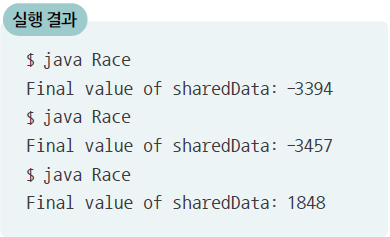 실행 결과
$ java Race
Final value of sharedData: -3394
$ java Race
Final value of sharedData: -3457
$ java Race
Final value of sharedData: 1848